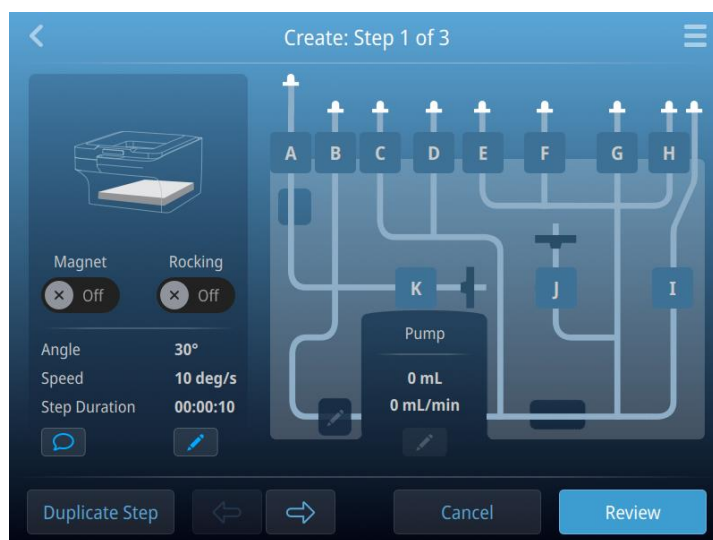 Create: Step 1 of 3
A B C D E F G H
Magnet Rocking
Off Off
K J I
Pump
Angle 30°
0 mL
Speed 10 deg/s
0 mL/min
Step Duration 00:00:10
Duplicate Step Cancel Review